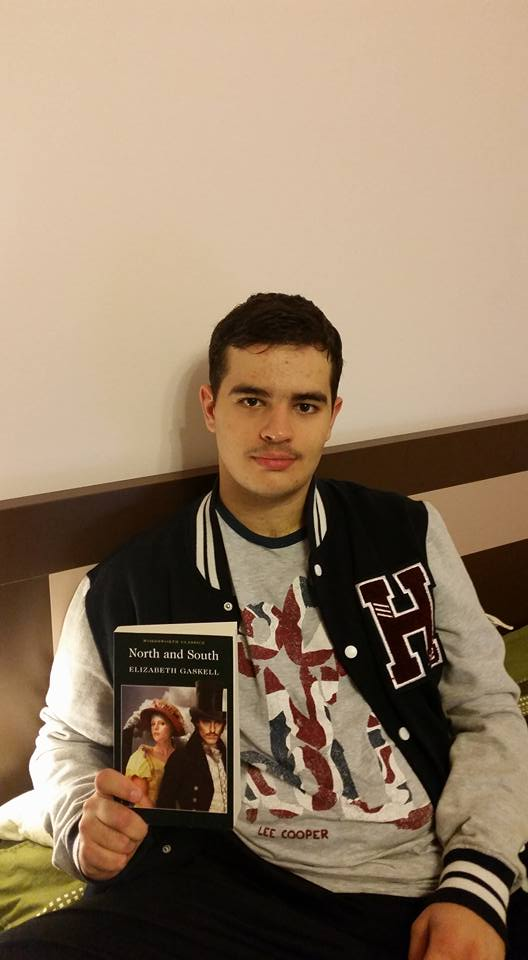 WORDSWORTH CLASSICS
North and South
ELIZABETH GASKELL
H
LEE COOPER